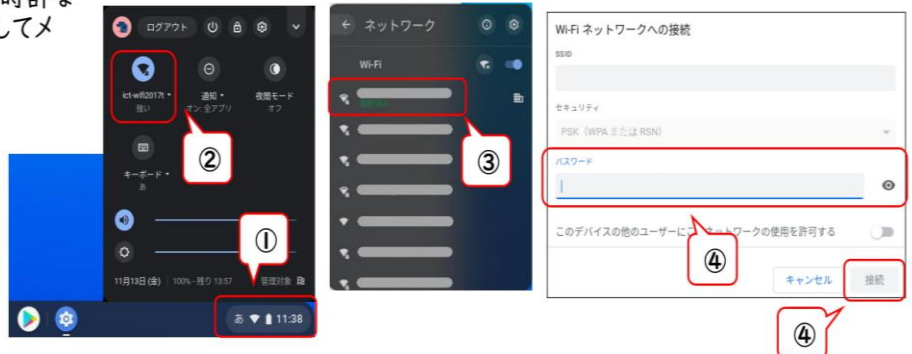 時計な
してメ
ログアウト
ict-wifi2017t
強い
通知
オン:全アプリ
夜間モード
オフ
②
キーボード
あ
①
11月13日(金) 100% - 残り 13:57 管理対象
あ 11:38
ネットワーク
Wi-Fi
接続済み
③
Wi-Fi ネットワークへの接続
SSID
セキュリティ
PSK（WPA または RSN）
パスワード
このデバイスの他のユーザーにこ ネットワークの使用を許可する
④
キャンセル 接続
④